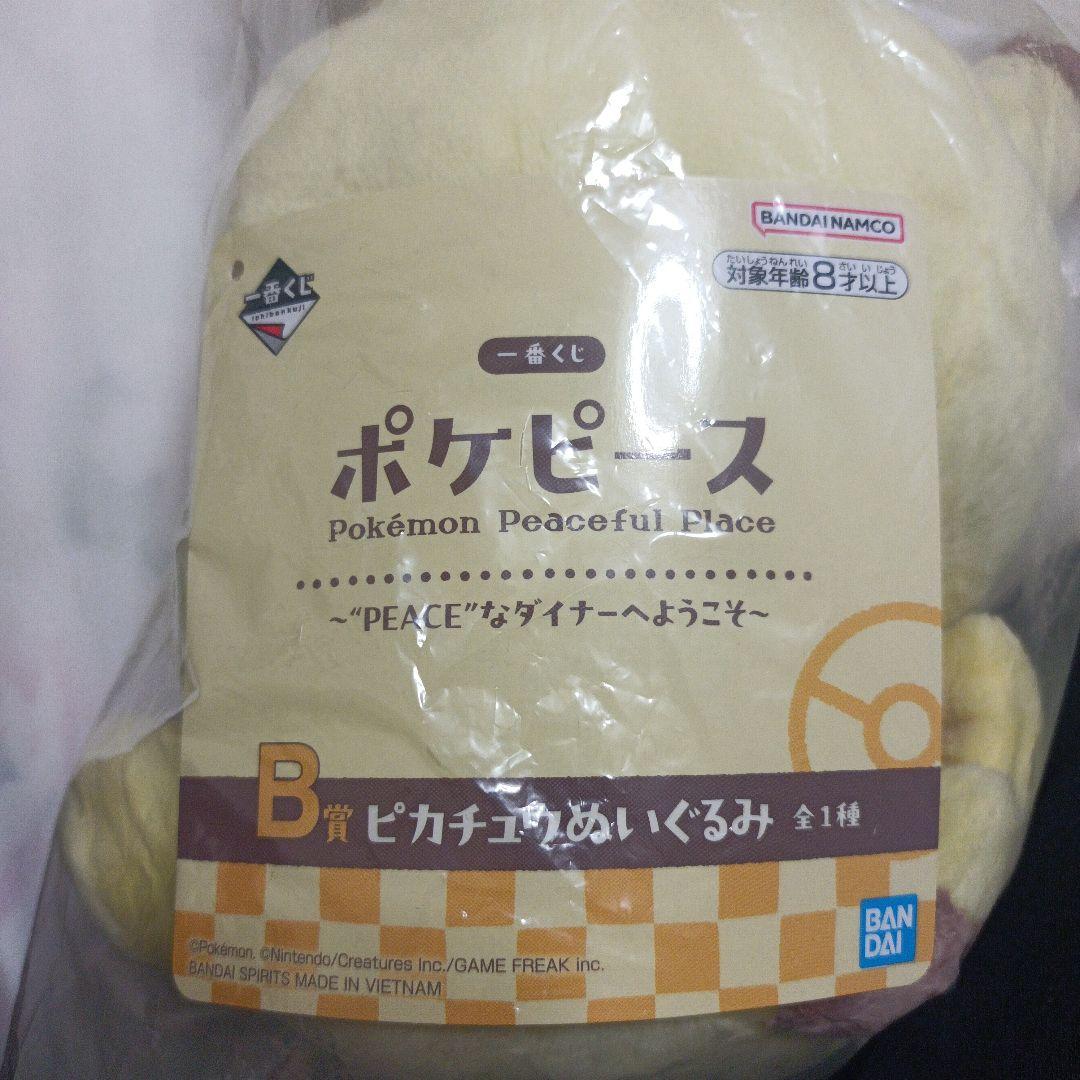 BANDAI NAMCO
たいしょうねんれい さい いじょう
対象年齢8才以上
一番くじ
ichibankuji
一番くじ
ポケピース
Pokémon Peaceful Place
~“PEACE”なダイナーへようこそ~
B賞 ピカチュウぬいぐるみ 全1種
BAN
DAI
©Pokémon. ©Nintendo/Creatures Inc./GAME FREAK inc.
BANDAI SPIRITS MADE IN VIETNAM